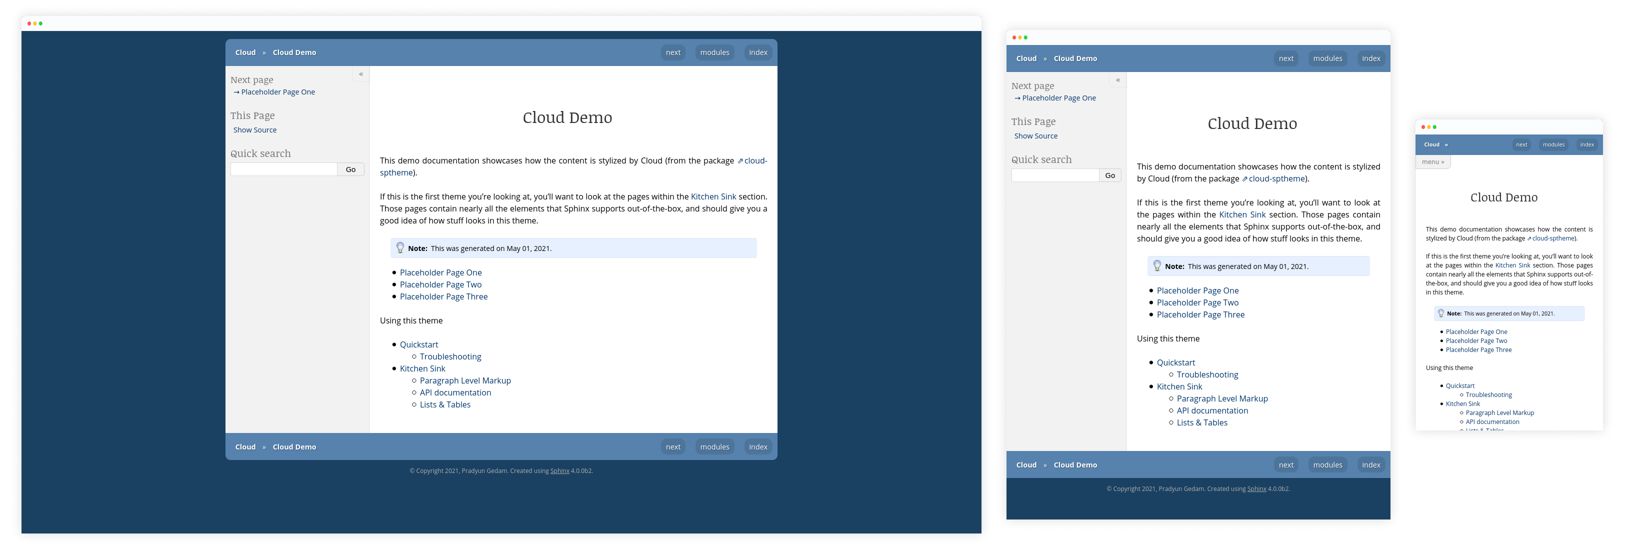 Cloud » Cloud Demo next modules index
«
Next page
→ Placeholder Page One
This Page
Show Source
Quick search
Go
Cloud Demo
This demo documentation showcases how the content is stylized by Cloud (from the package ⇗cloud-
sptheme).
If this is the first theme you’re looking at, you’ll want to look at the pages within the Kitchen Sink section.
Those pages contain nearly all the elements that Sphinx supports out-of-the-box, and should give you a
good idea of how stuff looks in this theme.
Note: This was generated on May 01, 2021.
• Placeholder Page One
• Placeholder Page Two
• Placeholder Page Three
Using this theme
• Quickstart
○ Troubleshooting
• Kitchen Sink
○ Paragraph Level Markup
○ API documentation
○ Lists & Tables
Cloud » Cloud Demo next modules index
© Copyright 2021, Pradyun Gedam. Created using Sphinx 4.0.0b2.
Cloud » Cloud Demo next modules index
«
Next page
→ Placeholder Page One
This Page
Show Source
Quick search
Go
Cloud Demo
This demo documentation showcases how the content is stylized
by Cloud (from the package ⇗cloud-sptheme).
If this is the first theme you’re looking at, you’ll want to look at
the pages within the Kitchen Sink section. Those pages contain
nearly all the elements that Sphinx supports out-of-the-box, and
should give you a good idea of how stuff looks in this theme.
Note: This was generated on May 01, 2021.
• Placeholder Page One
• Placeholder Page Two
• Placeholder Page Three
Using this theme
• Quickstart
○ Troubleshooting
• Kitchen Sink
○ Paragraph Level Markup
○ API documentation
○ Lists & Tables
Cloud » Cloud Demo next modules index
© Copyright 2021, Pradyun Gedam. Created using Sphinx 4.0.0b2.
Cloud » next modules index
menu »
Cloud Demo
This demo documentation showcases how the content is
stylized by Cloud (from the package ⇗cloud-sptheme).
If this is the first theme you’re looking at, you’ll want to look
at the pages within the Kitchen Sink section. Those pages
contain nearly all the elements that Sphinx supports out-of-
the-box, and should give you a good idea of how stuff looks
in this theme.
Note: This was generated on May 01, 2021.
• Placeholder Page One
• Placeholder Page Two
• Placeholder Page Three
Using this theme
• Quickstart
○ Troubleshooting
• Kitchen Sink
○ Paragraph Level Markup
○ API documentation
○ Lists & Tables